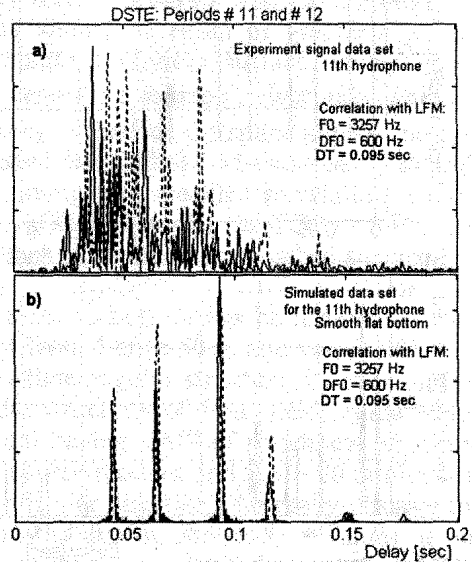 DSTE: Periods # 11 and # 12
a)
Experiment signal data set
11th hydrophone
Correlation with LFM:
F0 = 3257 Hz
DF0 = 600 Hz
DT = 0.095 sec
b)
Simulated data set
for the 11th hydrophone
Smooth flat bottom
Correlation with LFM:
F0 = 3257 Hz
DF0 = 600 Hz
DT = 0.095 sec
0 0.05 0.1 0.15 0.2
Delay [sec]